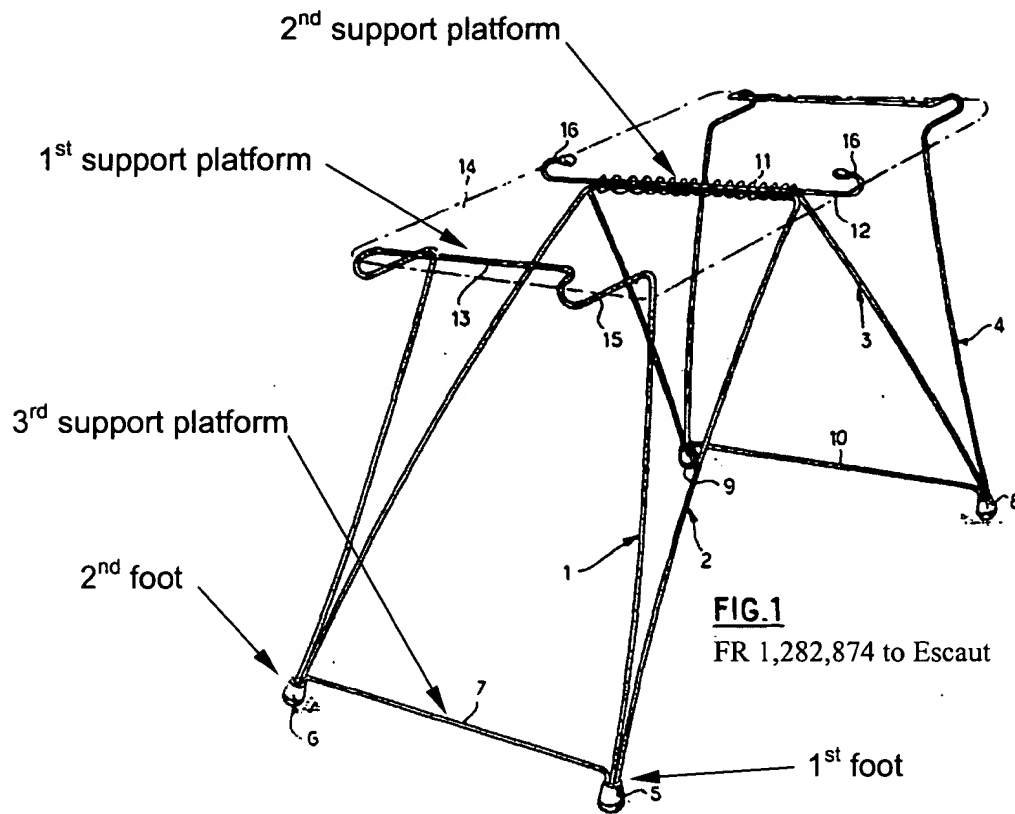 2nd support platform
1st support platform
16
14
11
16
12
13
15
3
4
3rd support platform
10
9
8
1
2
2nd foot
FIG.1
FR 1,282,874 to Escaut
7
6
1st foot
5